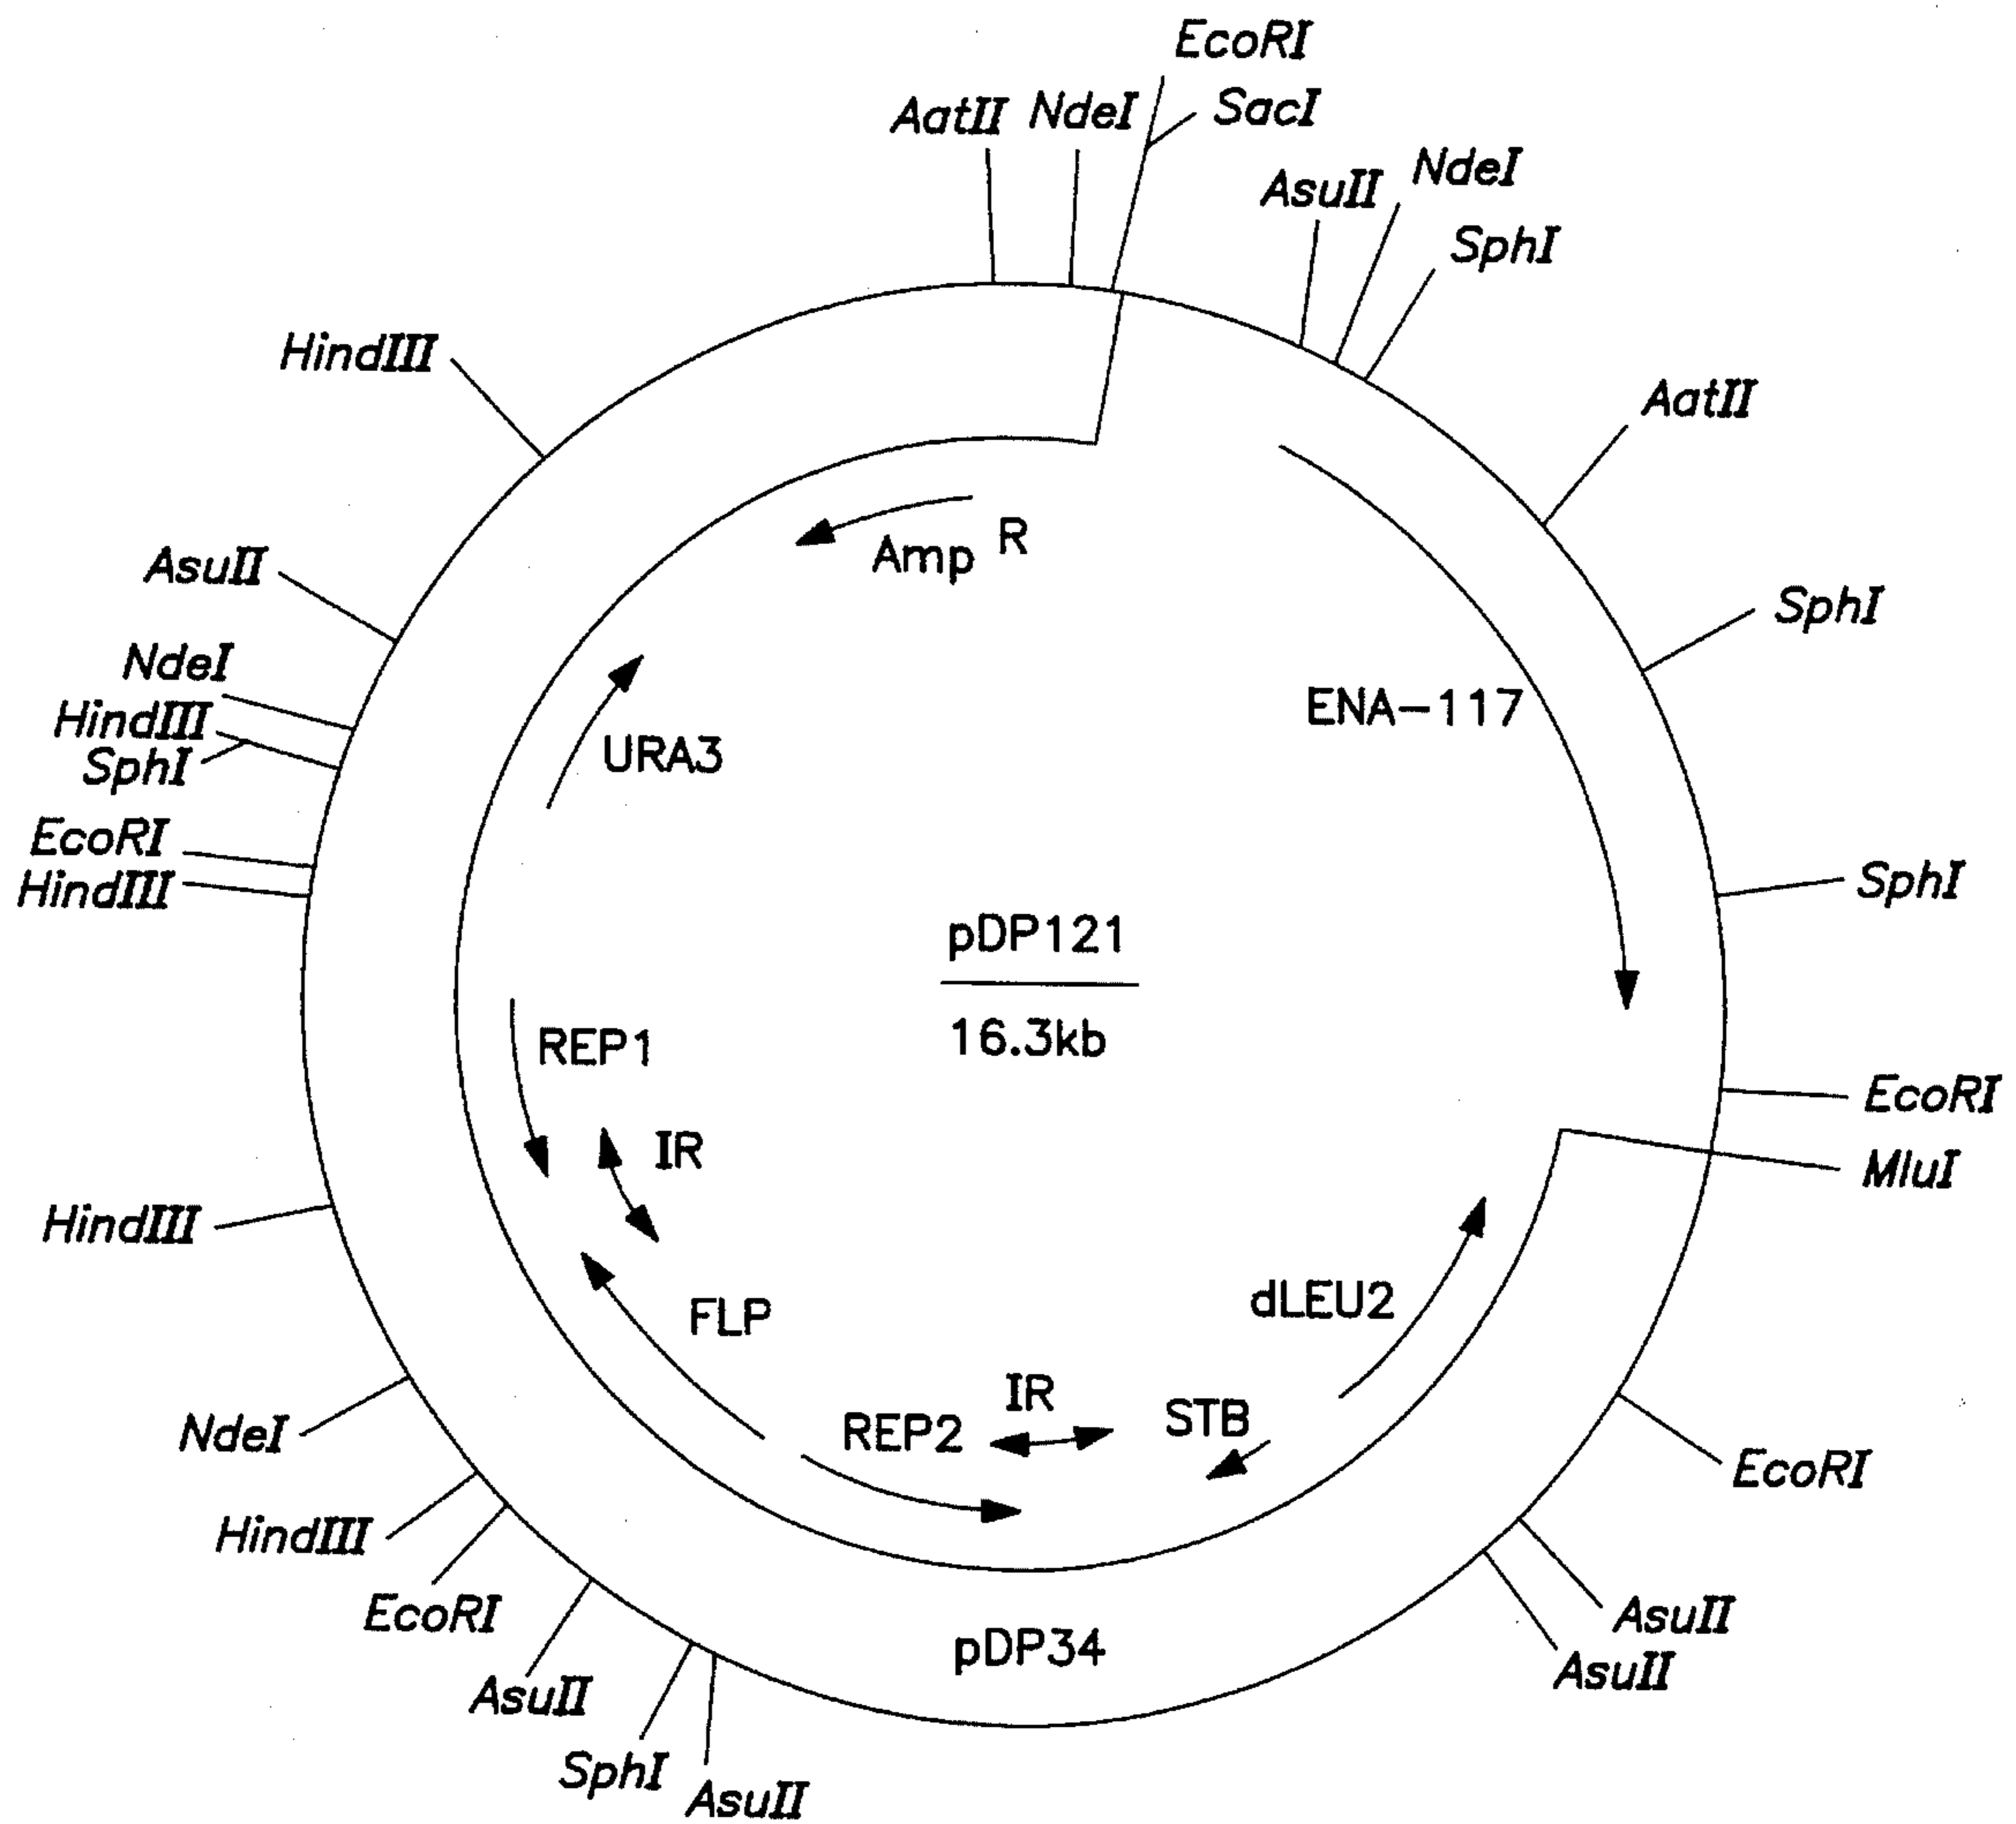 EcoRI
SacI
AatII
NdeI
AsuII
NdeI
SphI
AatII
SphI
SphI
EcoRI
MluI
EcoRI
AsuII
AsuII
AsuII
SphI
AsuII
EcoRI
HindIII
NdeI
HindIII
HindIII
EcoRI
SphI
HindIII
NdeI
AsuII
HindIII
Amp R
ENA-117
URA3
pDP121
16.3kb
REP1
IR
FLP
REP2
IR
STB
dLEU2
pDP34